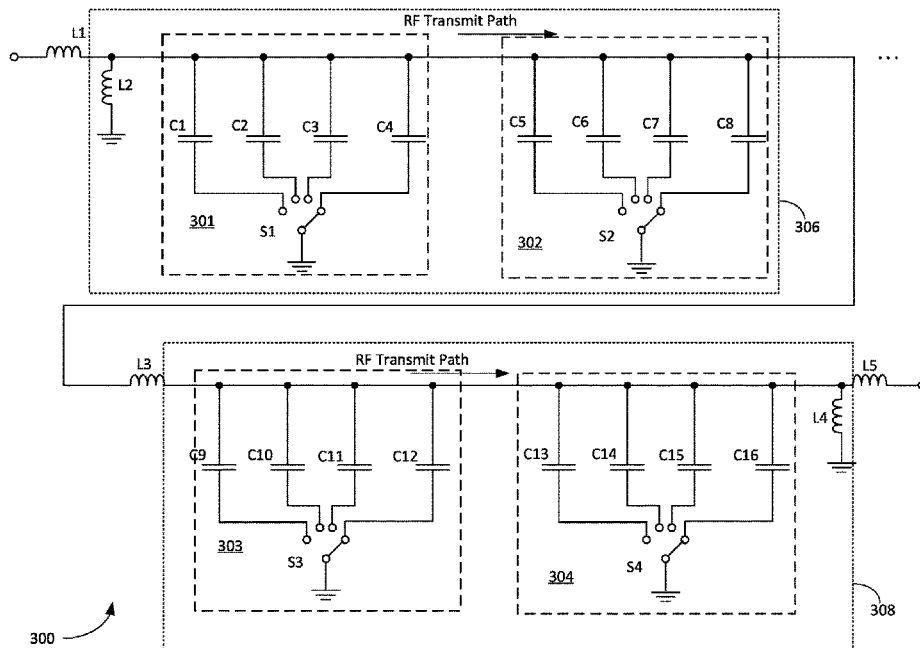 RF Transmit Path
L1
...
L2
C1 C2 C3 C4 C5 C6 C7 C8
301 S1 302 S2 306
RF Transmit Path
L3 L5
L4
C9 C10 C11 C12 C13 C14 C15 C16
303 S3 304 S4
300 308